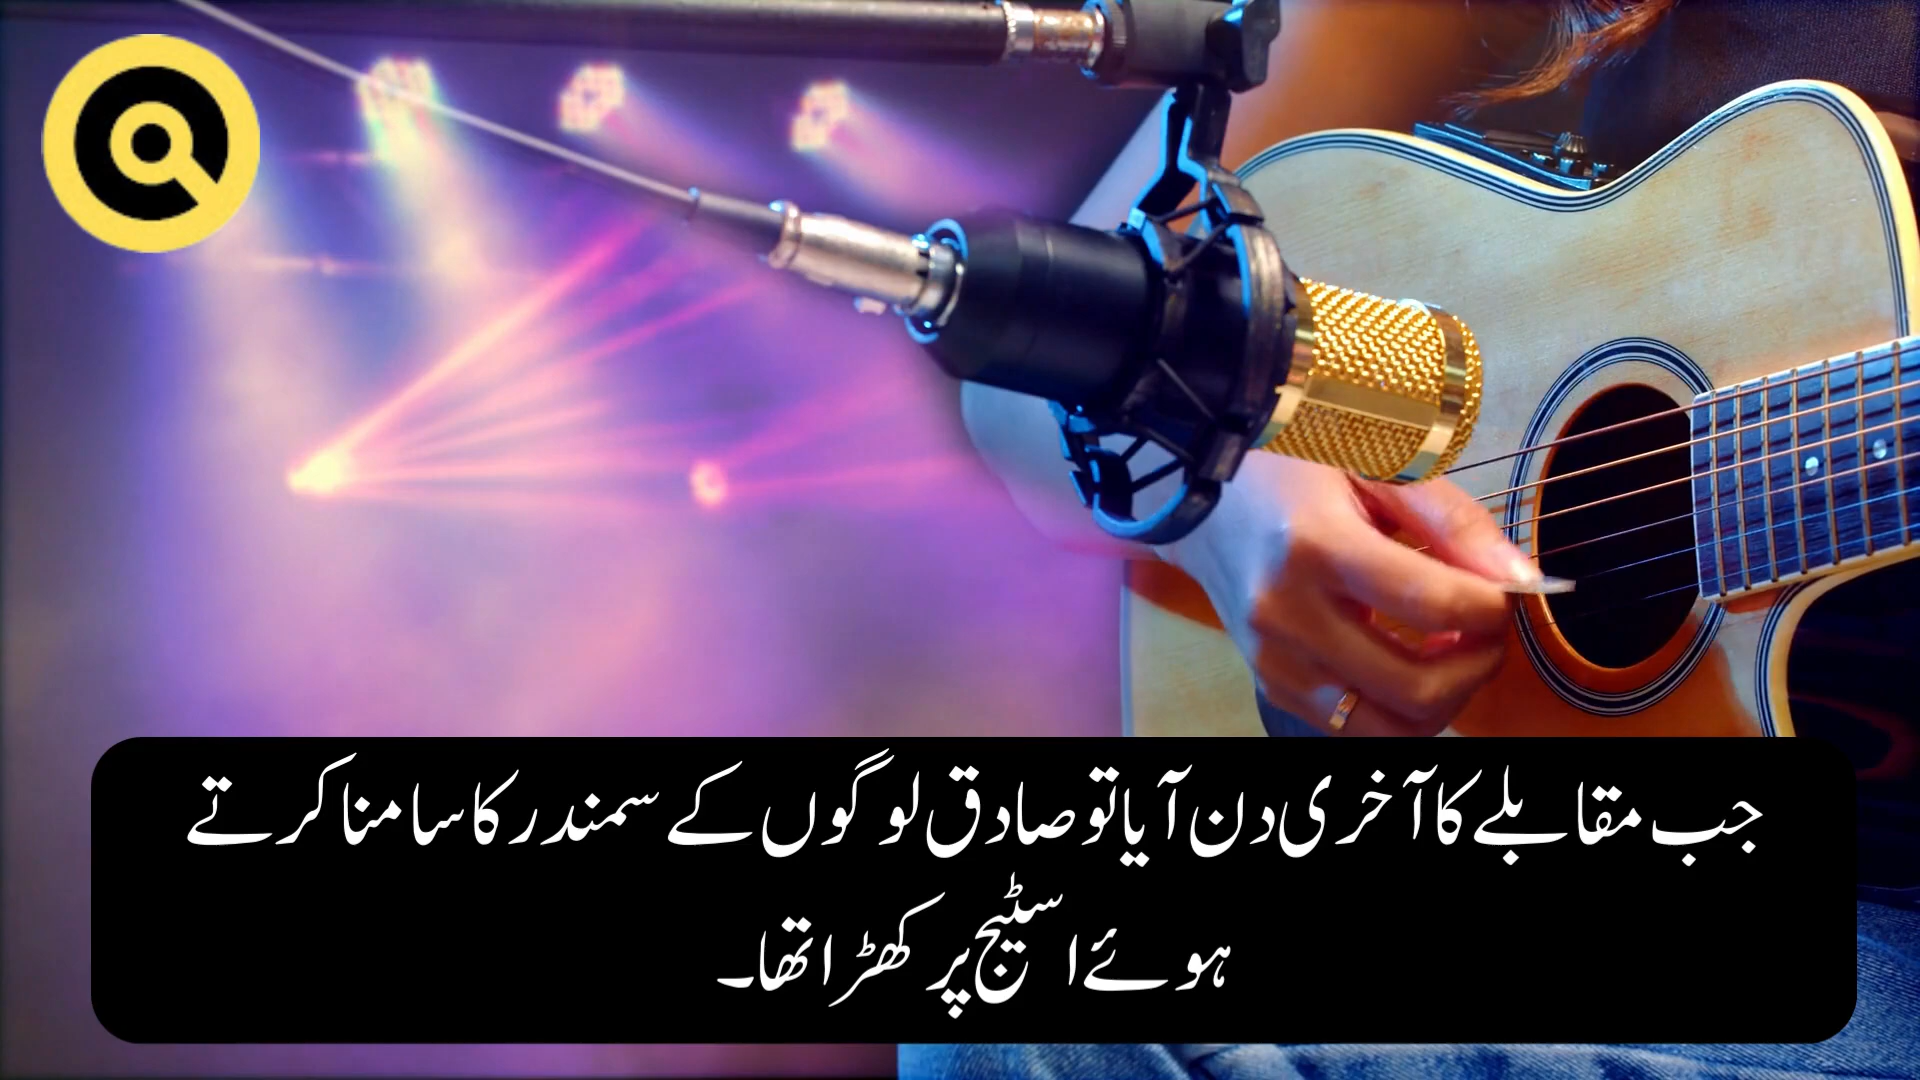 جب مقابلے کا آخری دن آیا تو صادق لوگوں کے سمندر کا سامنا کرتے
ہوئے اسٹیج پر کھڑا تھا۔